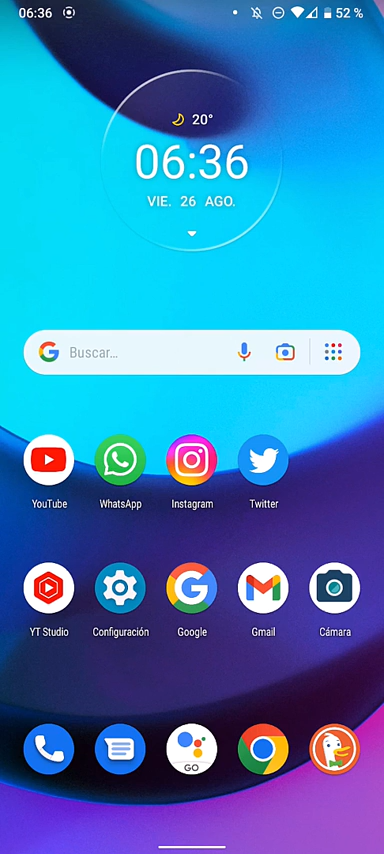 06:36
52 %
20°
06:36
VIE. 26 AGO.
Buscar...
YouTube WhatsApp Instagram Twitter
YT Studio Configuración Google Gmail Cámara
GO